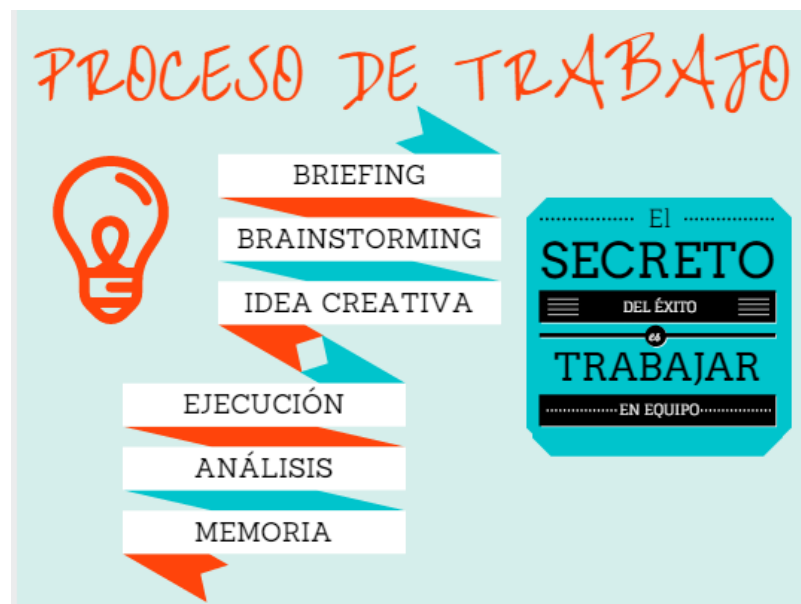 PROCESO DE TRABAJO
BRIEFING
BRAINSTORMING
IDEA CREATIVA
EJECUCIÓN
ANÁLISIS
MEMORIA
El
SECRETO
DEL ÉXITO
es
TRABAJAR
EN EQUIPO